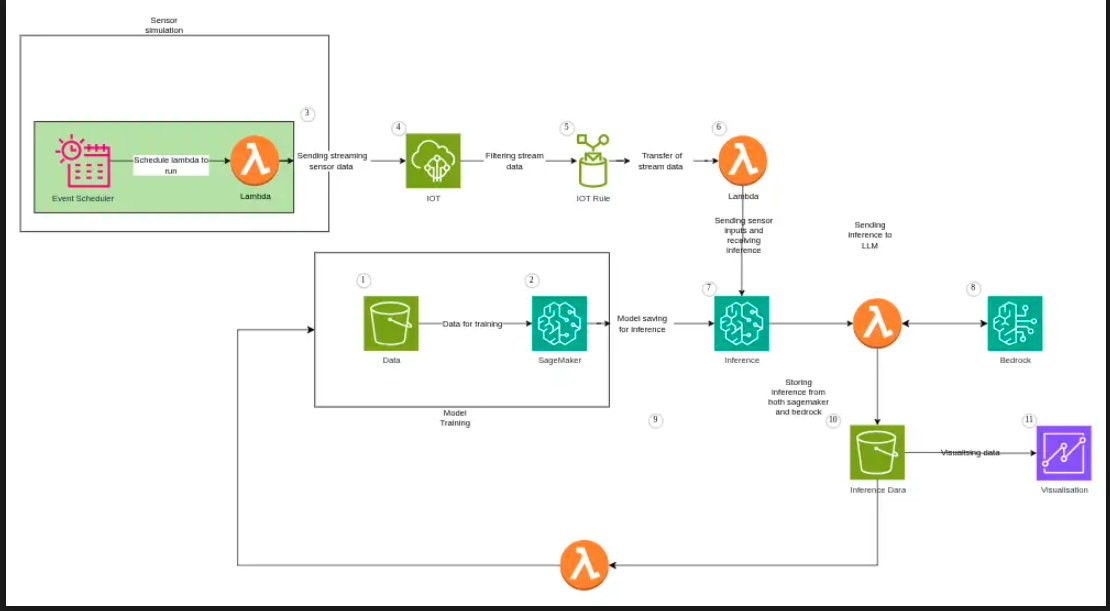 Sensor
simulation
3
Event Scheduler
Schedule lambda to
run
Lambda
Sending streaming
sensor data
4
IOT
Filtering stream
data
5
IOT Rule
Transfer of
stream data
6
Lambda
Sending sensor
inputs and
receiving
inference
Sending
inference to
LLM
1
Data
Data for training
2
SageMaker
Model saving
for inference
7
Inference
8
Bedrock
Model
Training
9
Storing
inference from
both sagemaker
and bedrock
10
Inference Dara
Visualising data
11
Visualisation